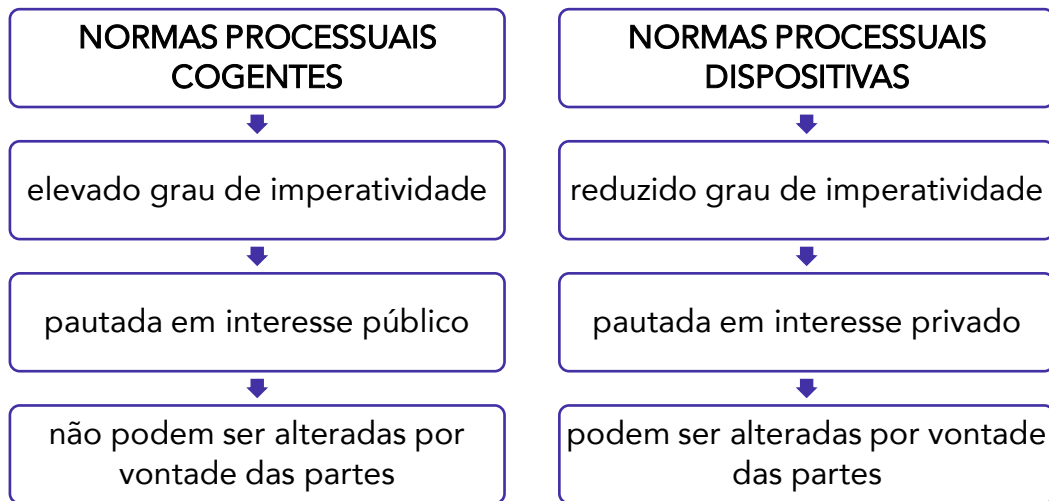 NORMAS PROCESSUAIS
COGENTES
elevado grau de imperatividade
pautada em interesse público
não podem ser alteradas por
vontade das partes
NORMAS PROCESSUAIS
DISPOSITIVAS
reduzido grau de imperatividade
pautada em interesse privado
podem ser alteradas por vontade
das partes